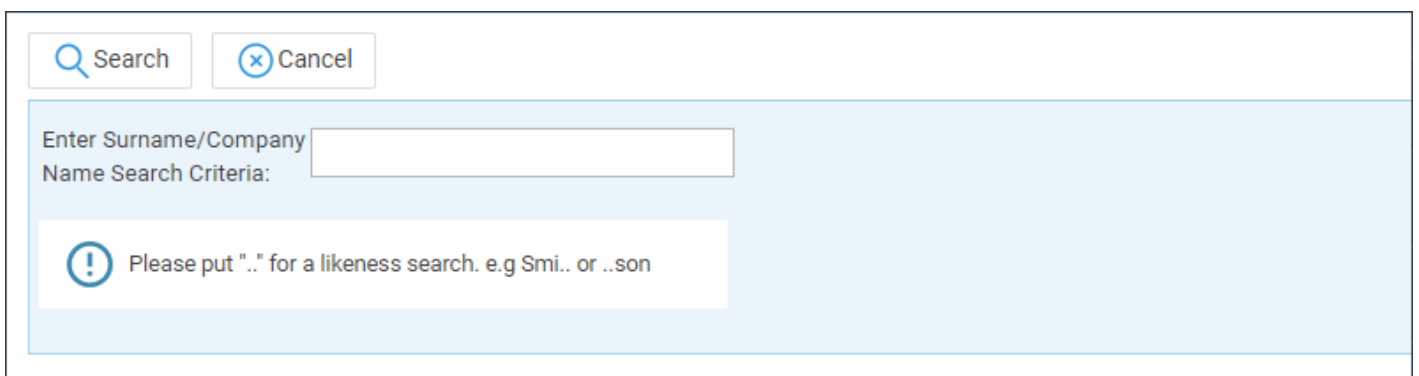 Search Cancel
Enter Surname/Company
Name Search Criteria:
Please put ".." for a likeness search. e.g Smi.. or ..son